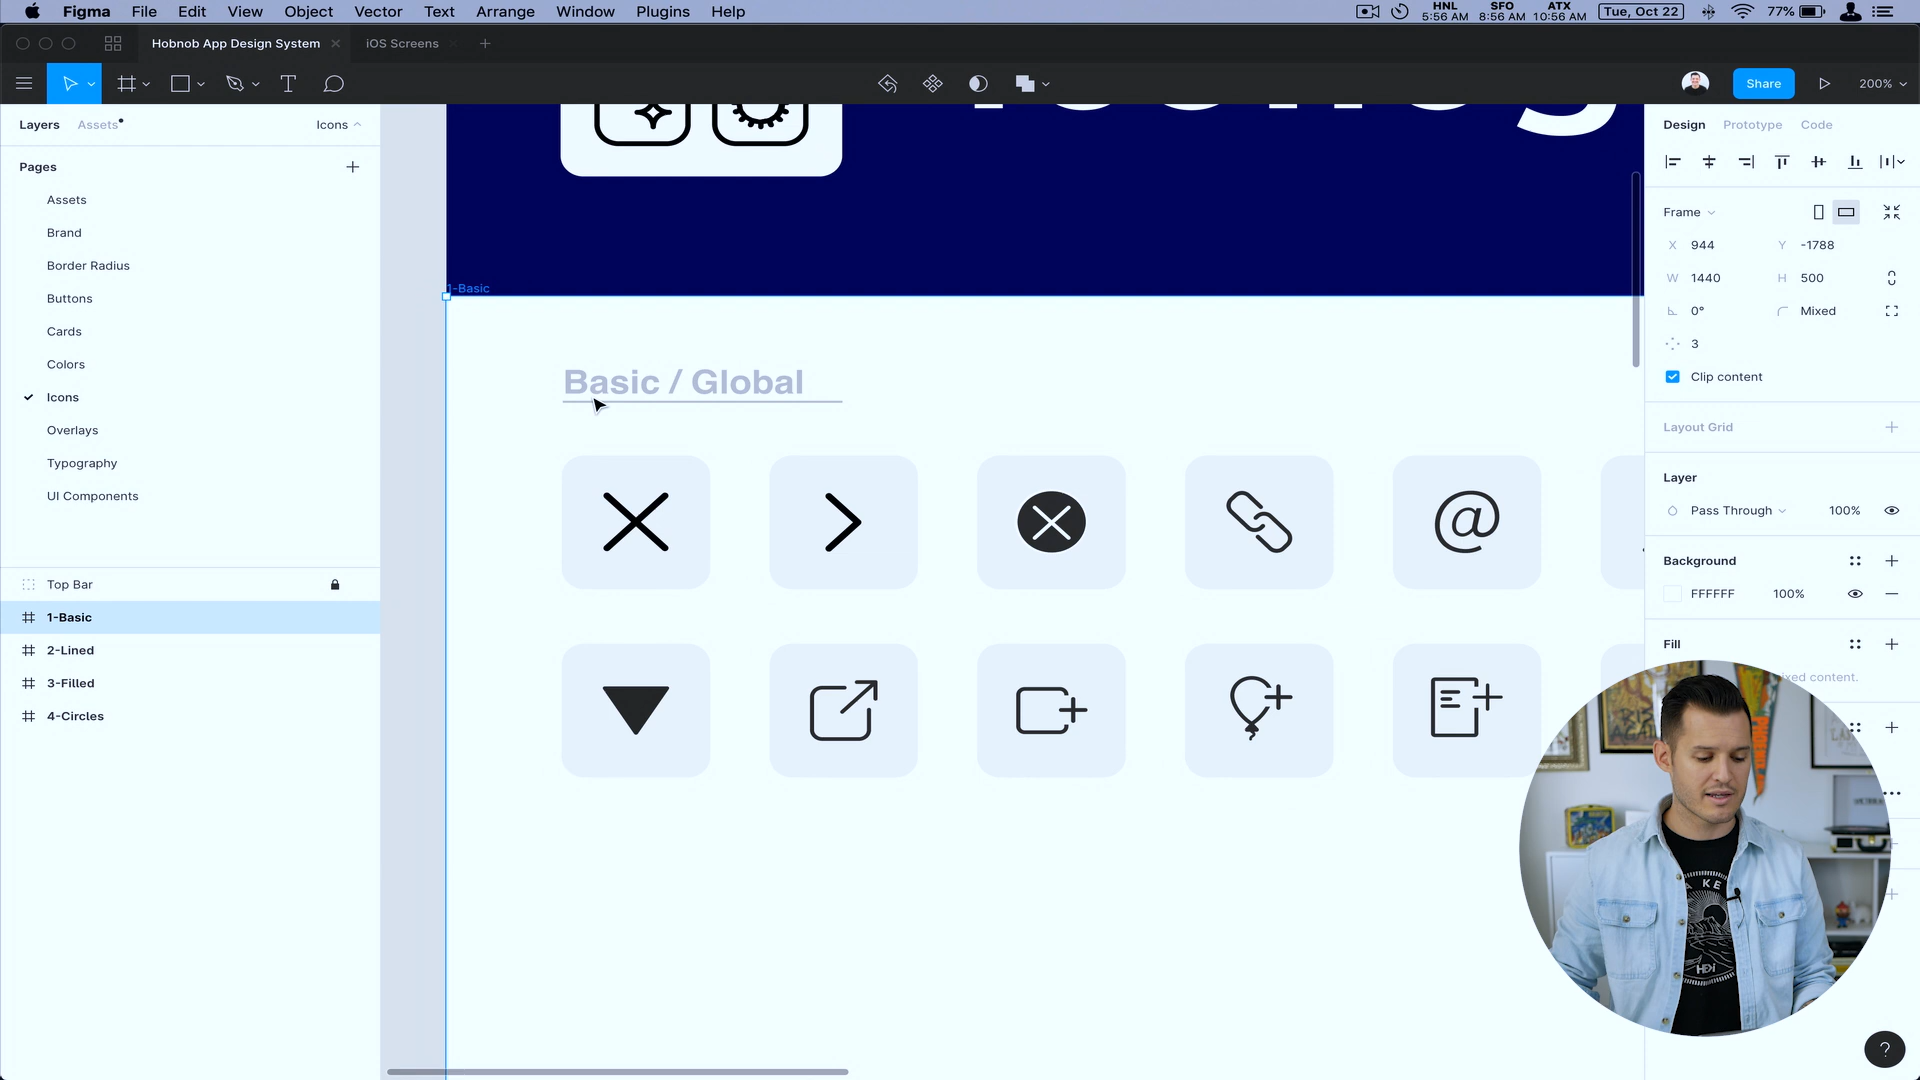 Figma File Edit View Object Vector Text Arrange Window Plugins Help
HNL 5:56 AM SFO 8:56 AM ATX 10:56 AM Tue, Oct 22 77%
Hobnob App Design System iOS Screens
Share 200%
Layers Assets Icons
Pages
Assets
Brand
Border Radius
Buttons
Cards
Colors
Icons
Overlays
Typography
UI Components
Top Bar
1-Basic
2-Lined
3-Filled
4-Circles
1-Basic
Basic / Global
@
Design Prototype Code
Frame
X 944 Y -1788
W 1440 H 500
0° Mixed
3
Clip content
Layout Grid
Layer
Pass Through 100%
Background
FFFFFF 100%
Fill
content.
?